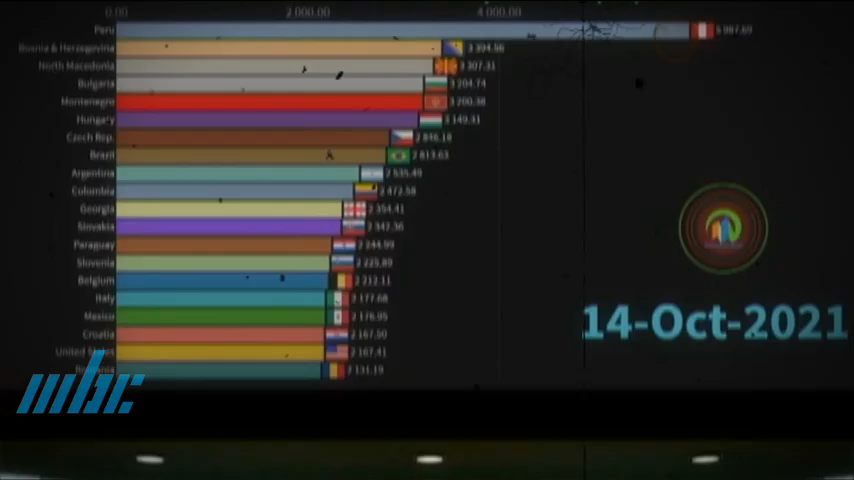 0.00 2 000.00 4 000.00
Peru 5 987.69
Bosnia & Herzegovina 3 394.56
North Macedonia 3 307.31
Bulgaria 3 204.74
Montenegro 3 200.38
Hungary 3 149.31
Czech Rep. 2 846.18
Brazil 2 813.63
Argentina 2 535.49
Colombia 2 472.58
Georgia 2 354.41
Slovakia 2 347.36
Paraguay 2 244.99
Slovenia 2 225.89
Belgium 2 212.11
Italy 2 177.68
Mexico 2 176.95
Croatia 2 167.50
United States 2 167.41
Romania 2 131.19
14-Oct-2021
mbc